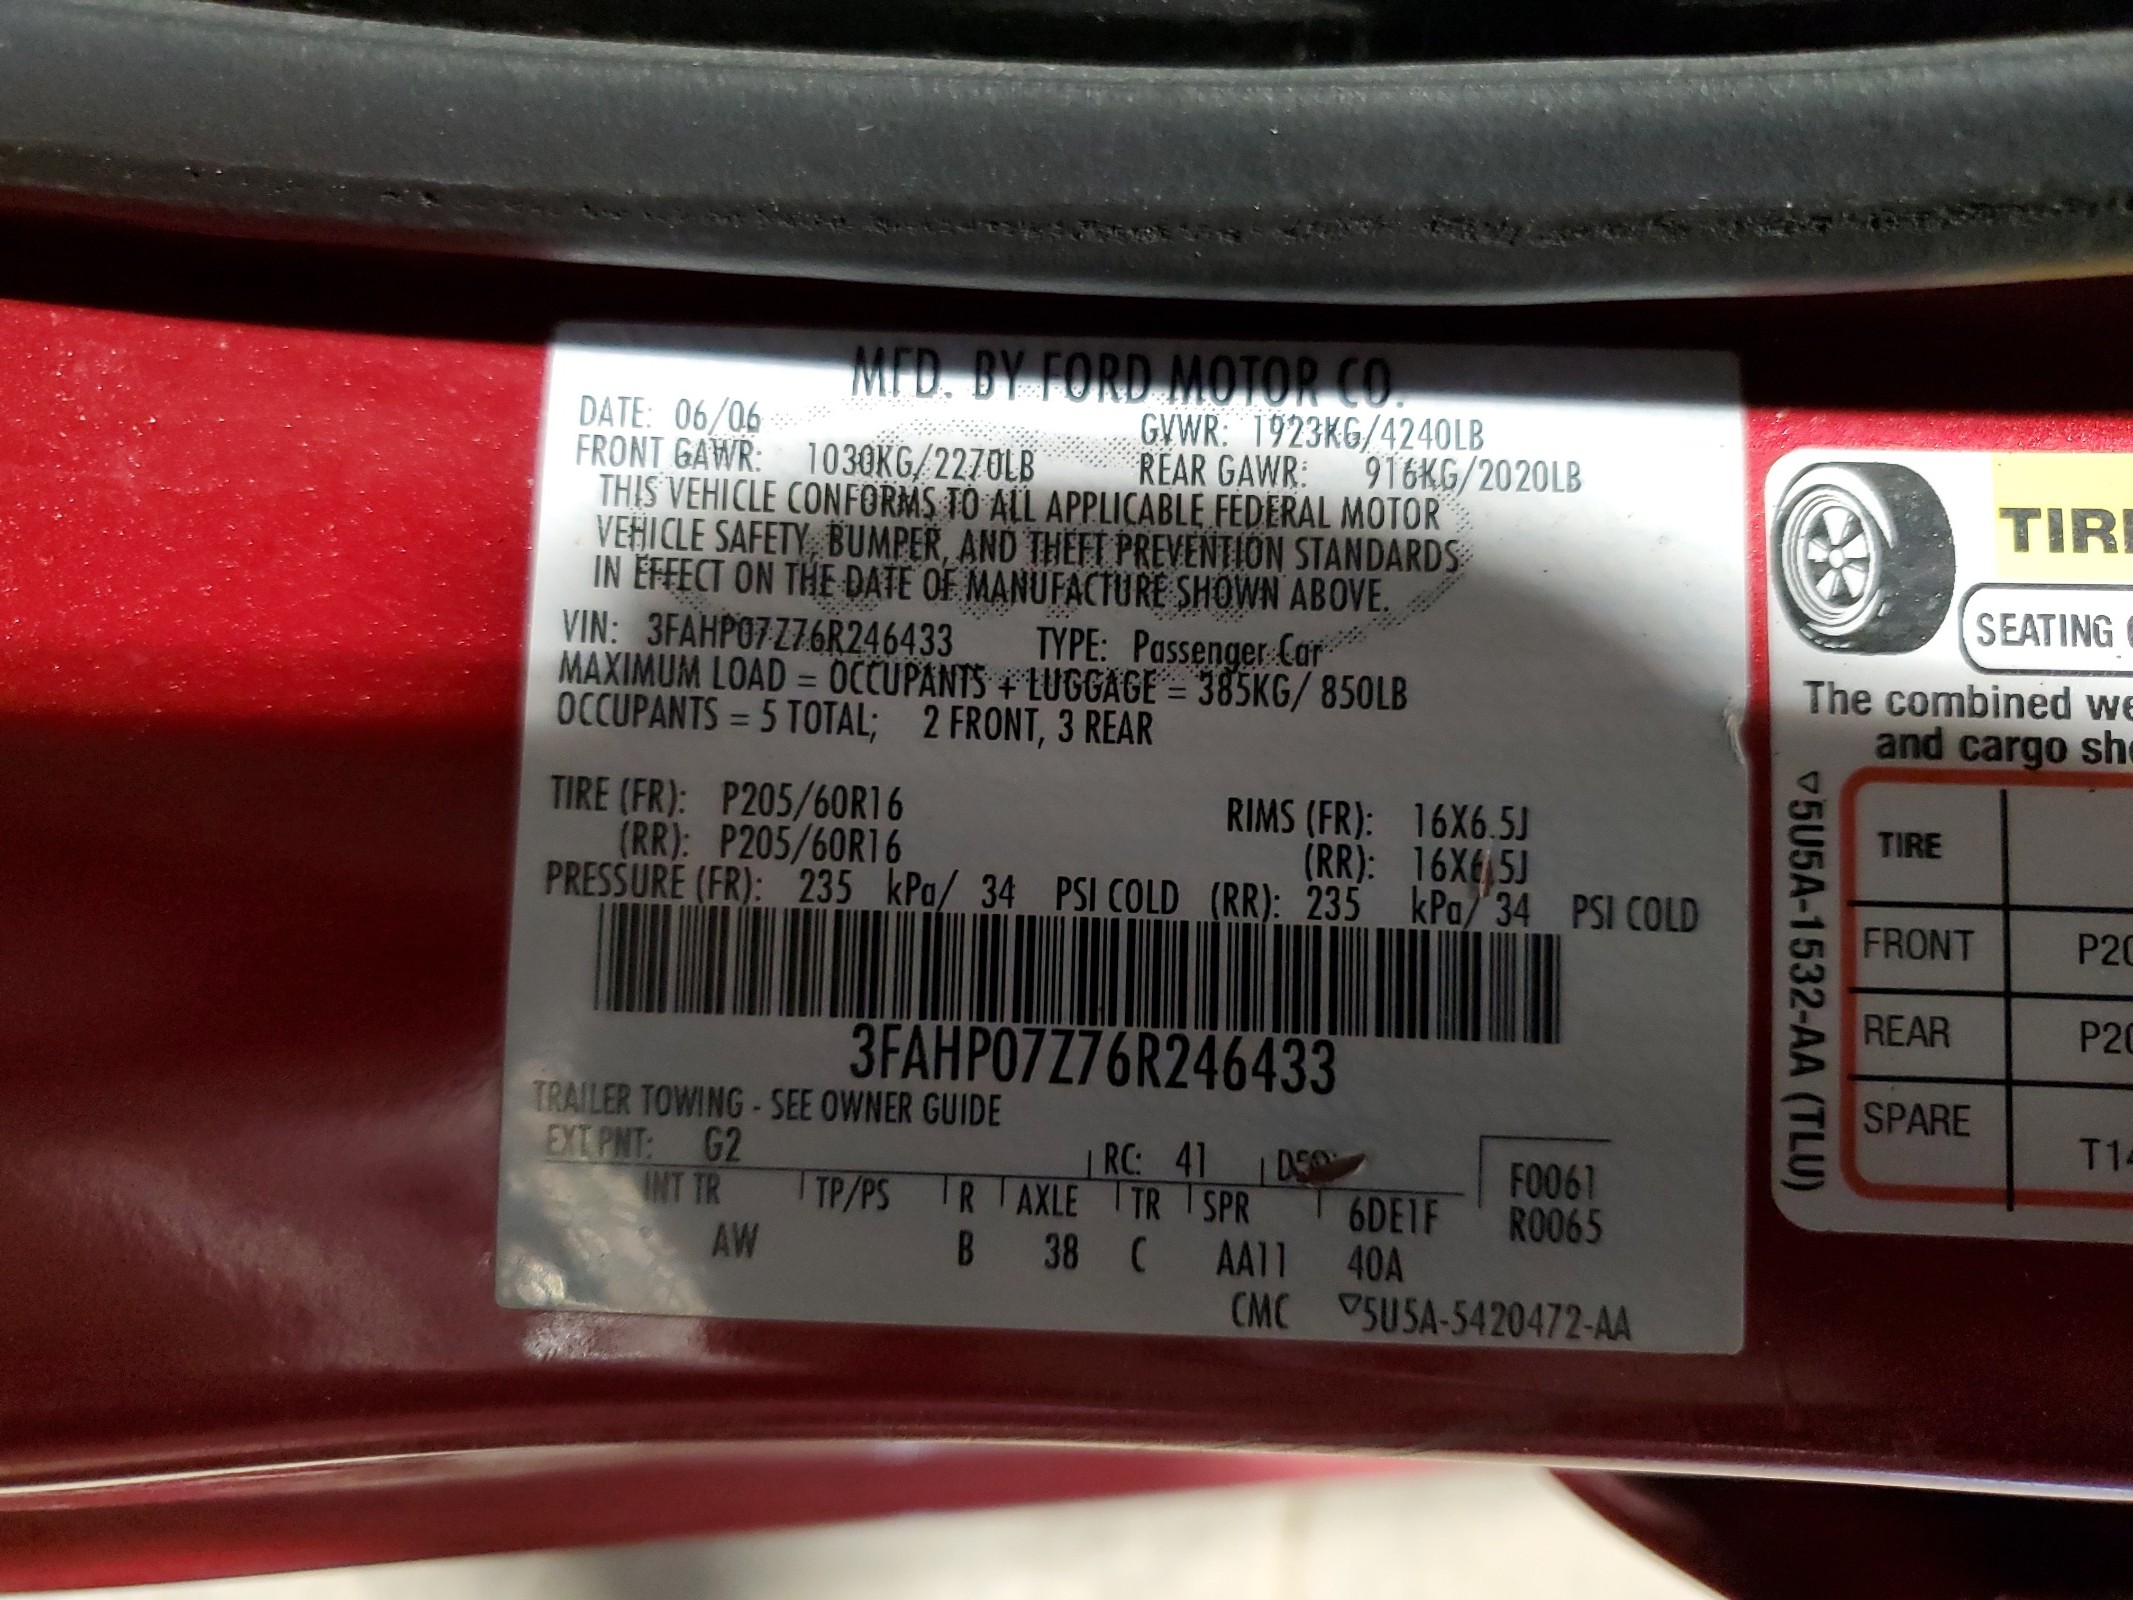 MFD. BY FORD MOTOR CO.
DATE: 06/06 GVWR: 1923KG/4240LB
FRONT GAWR: 1030KG/2270LB REAR GAWR: 916KG/2020LB
THIS VEHICLE CONFORMS TO ALL APPLICABLE FEDERAL MOTOR
VEHICLE SAFETY, BUMPER, AND THEFT PREVENTION STANDARDS
IN EFFECT ON THE DATE OF MANUFACTURE SHOWN ABOVE.
VIN: 3FAHP07Z76R246433 TYPE: Passenger Car
MAXIMUM LOAD = OCCUPANTS + LUGGAGE = 385KG/ 850LB
OCCUPANTS = 5 TOTAL; 2 FRONT, 3 REAR
TIRE (FR): P205/60R16 RIMS (FR): 16X6.5J
(RR): P205/60R16 (RR): 16X6.5J
PRESSURE (FR): 235 kPa/ 34 PSI COLD (RR): 235 kPa/ 34 PSI COLD
3FAHP07Z76R246433
TRAILER TOWING - SEE OWNER GUIDE
EXT PNT: G2 RC: 41 DSO:
F0061
R0065
INT TR TP/PS R AXLE TR SPR 6DE1F
AW B 38 C AA11 40A
CMC ▽5U5A-5420472-AA
TIR
SEATING
The combined we
and cargo sh
▽5U5A-1532-AA (TLU)
TIRE
FRONT P20
REAR P20
SPARE T14